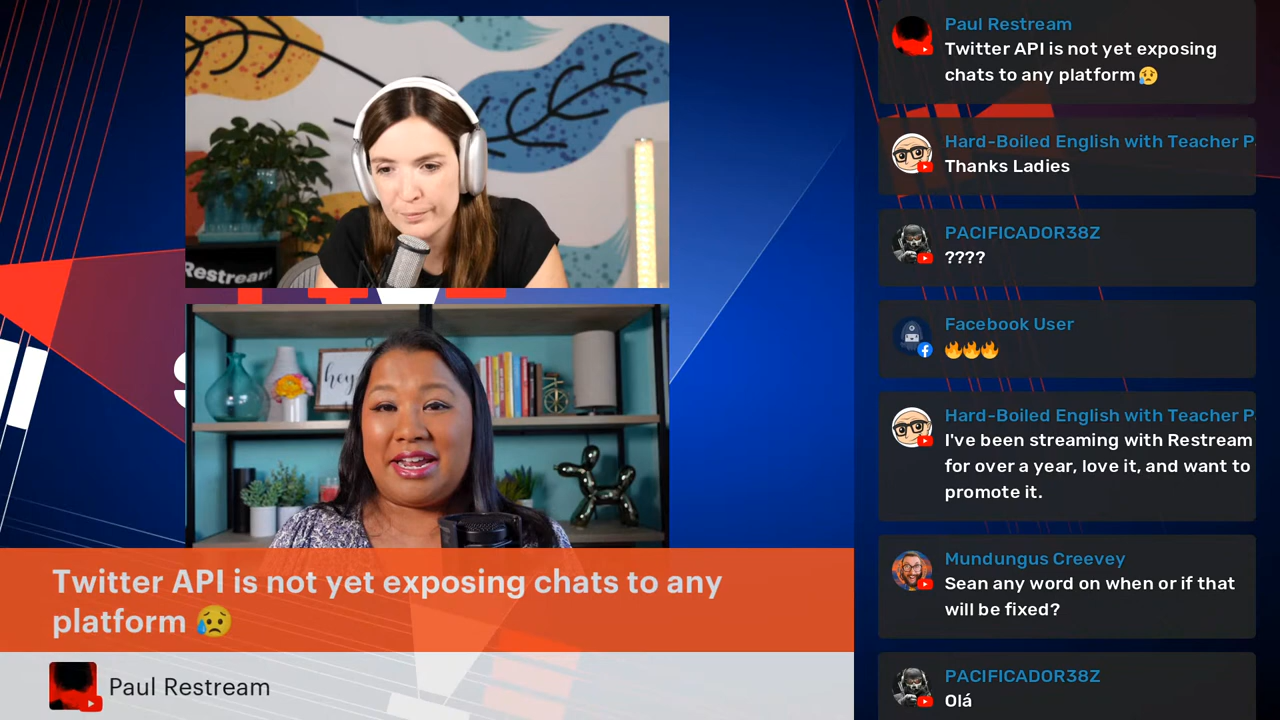 Restream
hey
Twitter API is not yet exposing chats to any
platform 😥
Paul Restream
Paul Restream
Twitter API is not yet exposing
chats to any platform 😥
Hard-Boiled English with Teacher P
Thanks Ladies
PACIFICADOR38Z
????
Facebook User
🔥🔥🔥
Hard-Boiled English with Teacher P
I've been streaming with Restream
for over a year, love it, and want to
promote it.
Mundungus Creevey
Sean any word on when or if that
will be fixed?
PACIFICADOR38Z
Olá